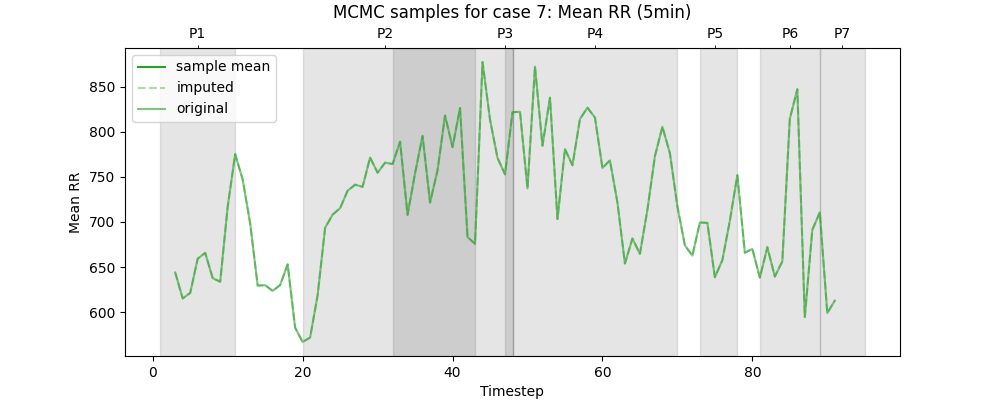 MCMC samples for case 7: Mean RR (5min)
P1 P2 P3 P4 P5 P6 P7
sample mean
imputed
original
850
800
750
700
650
600
Mean RR
0 20 40 60 80
Timestep